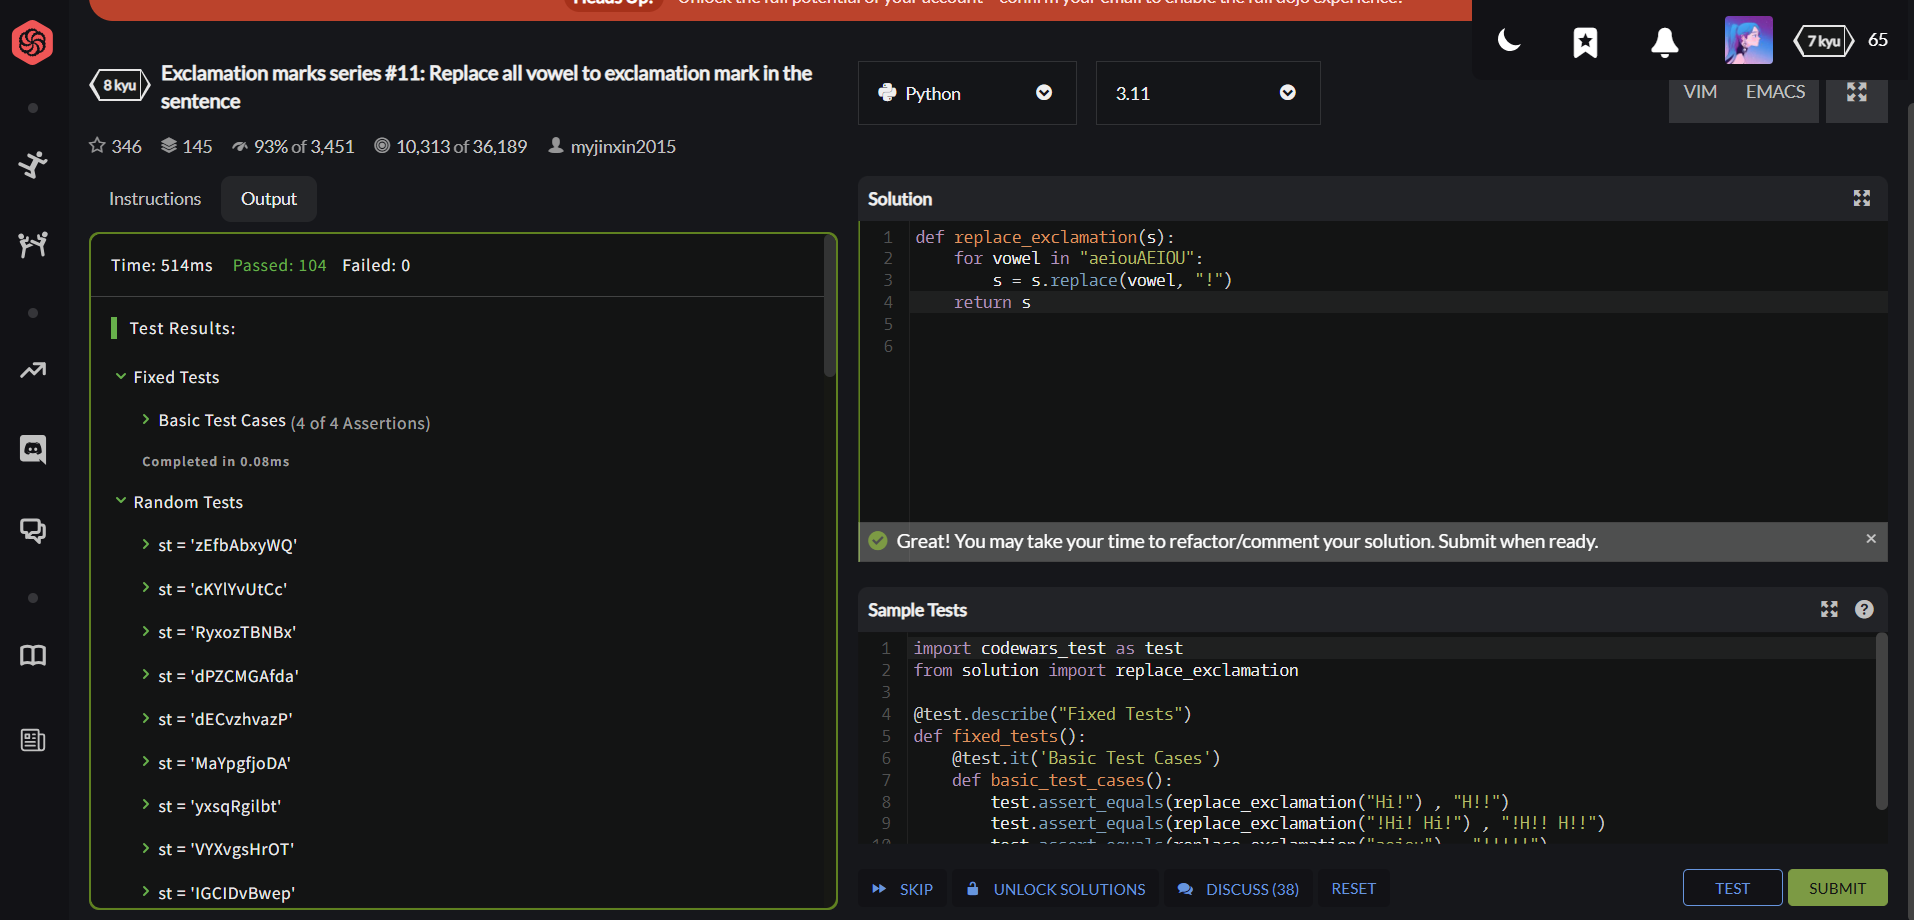 Heads Up! Unlock the full potential of your account - confirm your email to enable the full dojo experience!
7 kyu 65
8 kyu Exclamation marks series #11: Replace all vowel to exclamation mark in the
sentence
346 145 93% of 3,451 10,313 of 36,189 myjinxin2015
Python 3.11 VIM EMACS
Instructions Output
Time: 514ms Passed: 104 Failed: 0
Test Results:
Fixed Tests
Basic Test Cases (4 of 4 Assertions)
Completed in 0.08ms
Random Tests
st = 'zEfbAbxyWQ'
st = 'cKYlYvUtCc'
st = 'RyxozTBNBx'
st = 'dPZCMGAfda'
st = 'dECvzhvazP'
st = 'MaYpgfjoDA'
st = 'yxsqRgilbt'
st = 'VYXvgsHrOT'
st = 'IGCIDvBwep'
Solution
1 def replace_exclamation(s):
2     for vowel in "aeiouAEIOU":
3         s = s.replace(vowel, "!")
4     return s
5
6
Great! You may take your time to refactor/comment your solution. Submit when ready. ×
Sample Tests
1 import codewars_test as test
2 from solution import replace_exclamation
3
4 @test.describe("Fixed Tests")
5 def fixed_tests():
6     @test.it('Basic Test Cases')
7     def basic_test_cases():
8         test.assert_equals(replace_exclamation("Hi!") , "H!!")
9         test.assert_equals(replace_exclamation("!Hi! Hi!") , "!H!! H!!")
10         test.assert_equals(replace_exclamation("aeiou") , "!!!!!")
SKIP UNLOCK SOLUTIONS DISCUSS (38) RESET TEST SUBMIT